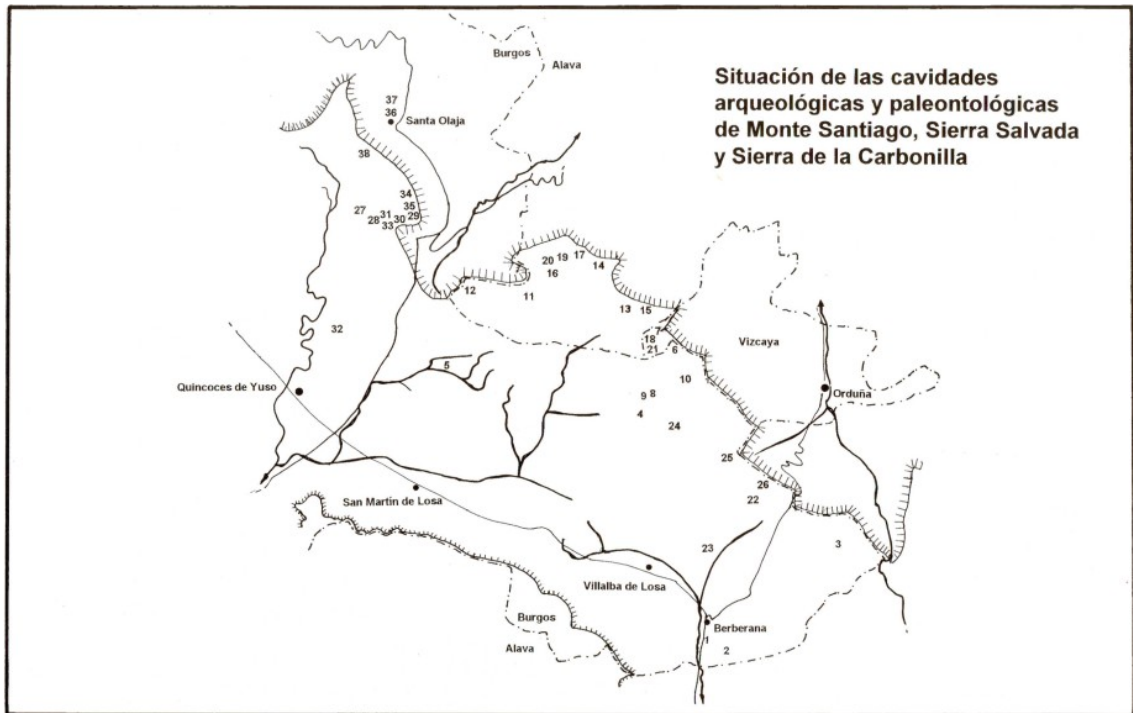 Situación de las cavidades
arqueológicas y paleontológicas
de Monte Santiago, Sierra Salvada
y Sierra de la Carbonilla
Burgos
Alava
37
36
Santa Olaja
38
34
35
27
31
28
30
29
33
20
19
17
14
16
12
11
13
15
7
18
21
6
Vizcaya
32
5
10
Quincoces de Yuso
9
8
Orduña
4
24
25
26
22
San Martín de Losa
23
3
Villalba de Losa
Burgos
Alava
Berberana
1
2